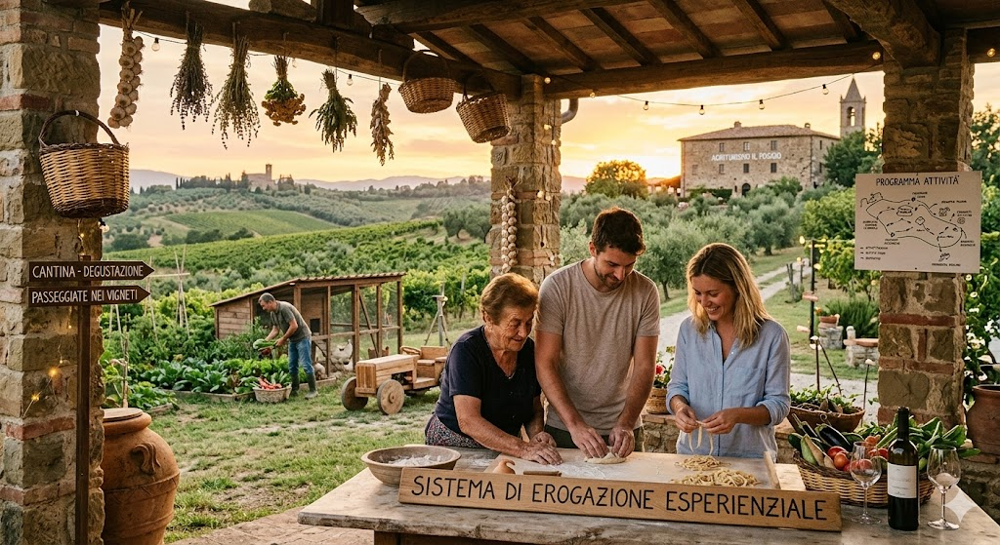 CANTINA - DEGUSTAZIONE
PASSEGGIATE NEI VIGNETI
AGRITURISMO IL POGGIO
PROGRAMMA ATTIVITÀ
SISTEMA DI EROGAZIONE ESPERIENZIALE